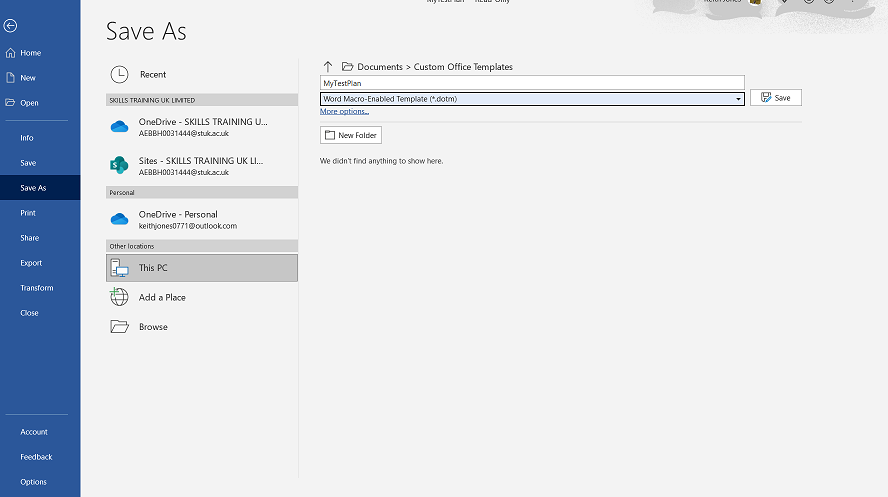 MyTestPlan - Read-Only
Keith Jones
Save As
Home
New
Open
Info
Save
Save As
Print
Share
Export
Transform
Close
Account
Feedback
Options
Recent
SKILLS TRAINING UK LIMITED
OneDrive - SKILLS TRAINING U...
AEBBH0031444@stuk.ac.uk
Sites - SKILLS TRAINING UK LI...
AEBBH0031444@stuk.ac.uk
Personal
OneDrive - Personal
keithjones0771@outlook.com
Other locations
This PC
Add a Place
Browse
Documents > Custom Office Templates
MyTestPlan
Word Macro-Enabled Template (*.dotm)
Save
More options...
New Folder
We didn't find anything to show here.